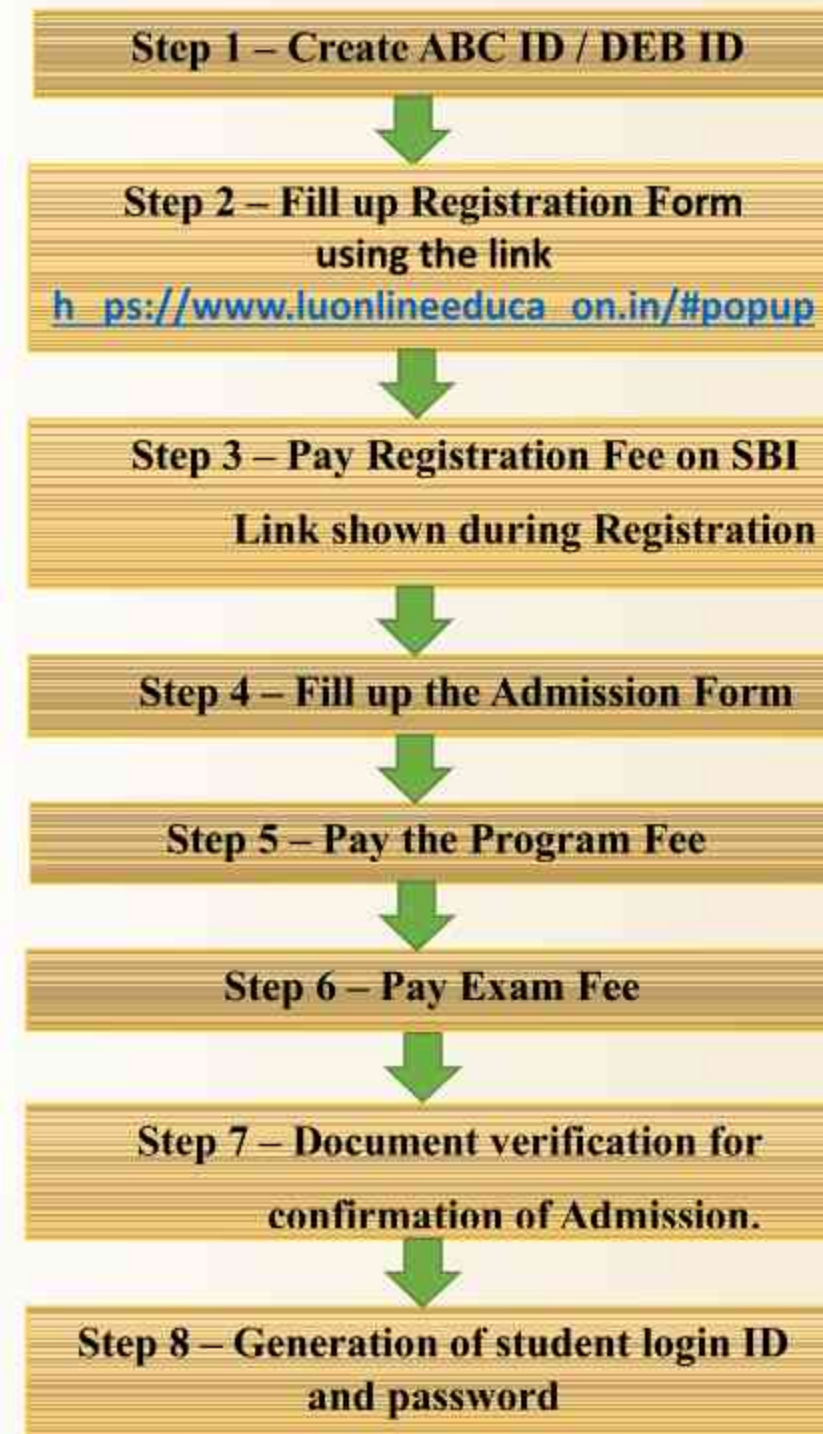 Step 1 – Create ABC ID / DEB ID
Step 2 – Fill up Registration Form
using the link
h ps://www.luonlineeduca on.in/#popup
Step 3 – Pay Registration Fee on SBI
Link shown during Registration
Step 4 – Fill up the Admission Form
Step 5 – Pay the Program Fee
Step 6 – Pay Exam Fee
Step 7 – Document verification for
confirmation of Admission.
Step 8 – Generation of student login ID
and password